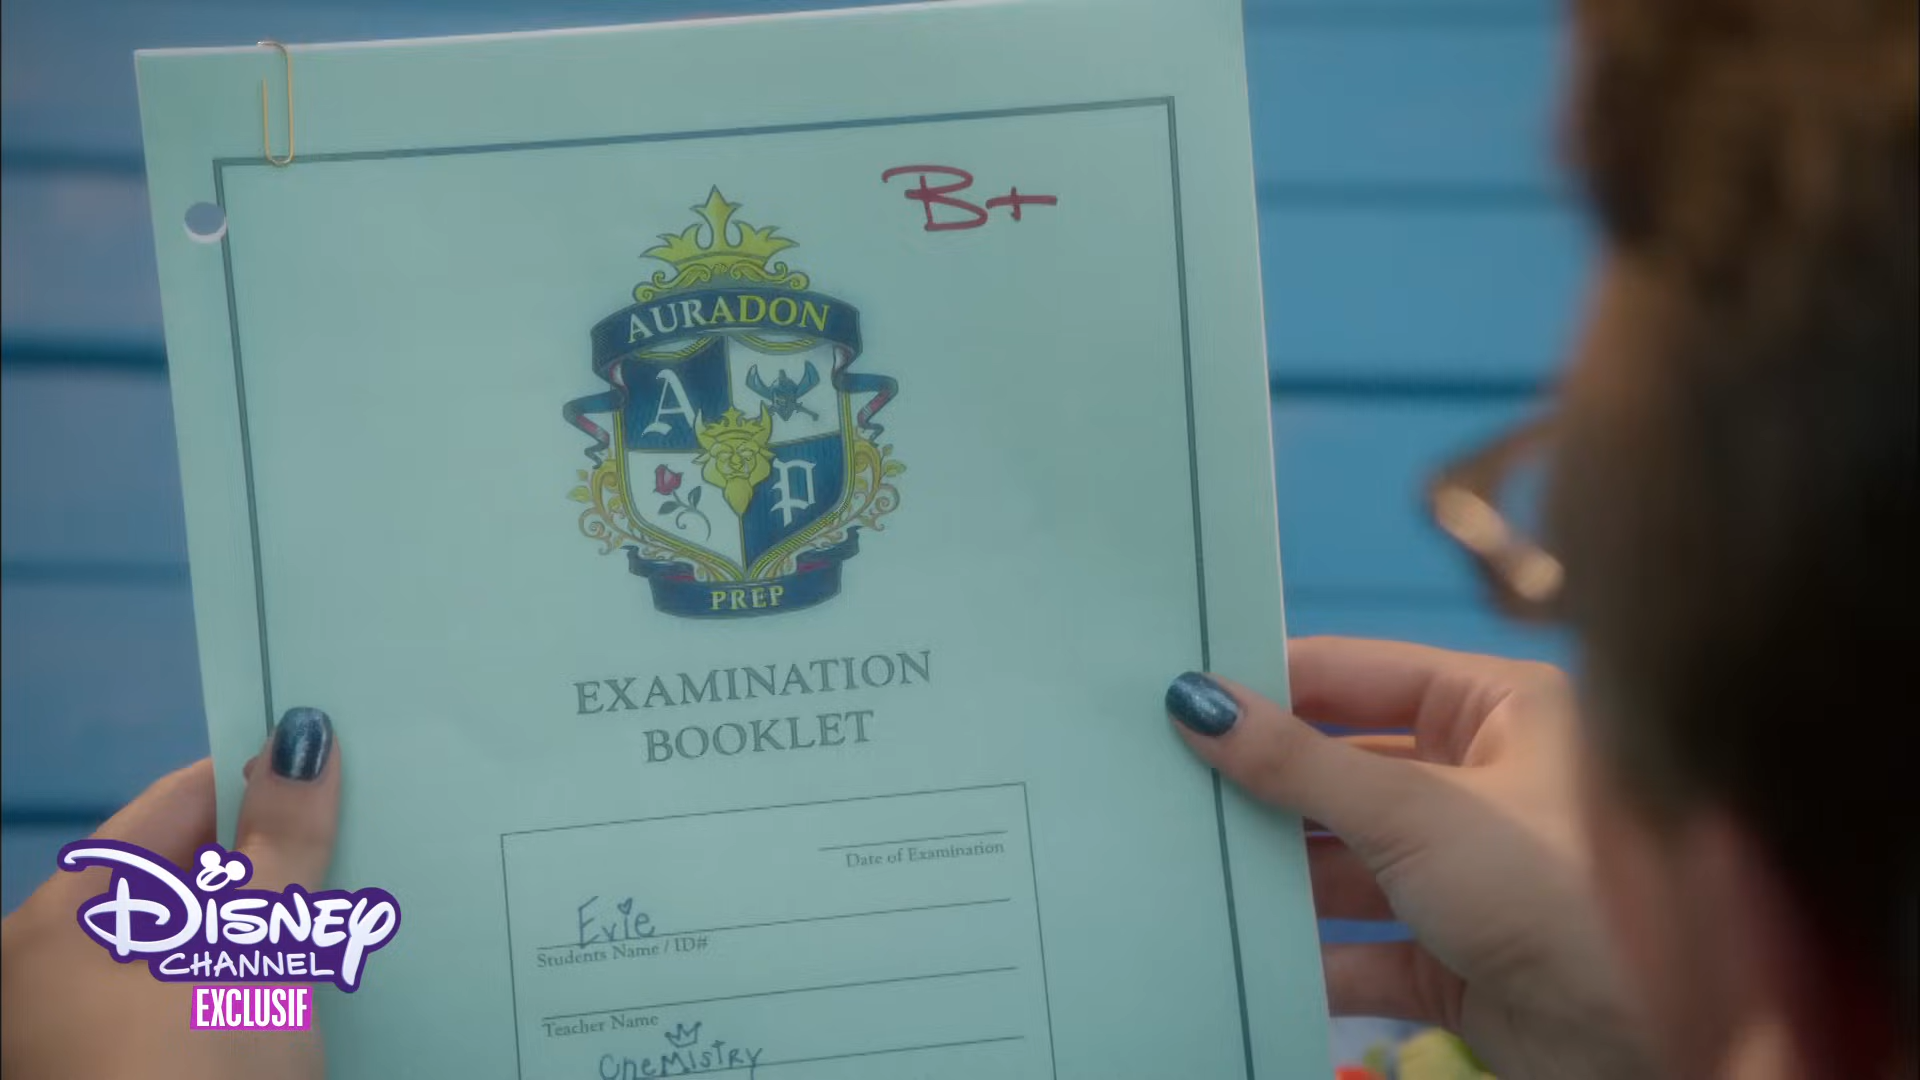 B+
AURADON
A
P
PREP
EXAMINATION
BOOKLET
Date of Examination
Evie
Students Name / ID#
Teacher Name
Chemistry
Disney
CHANNEL
EXCLUSIF